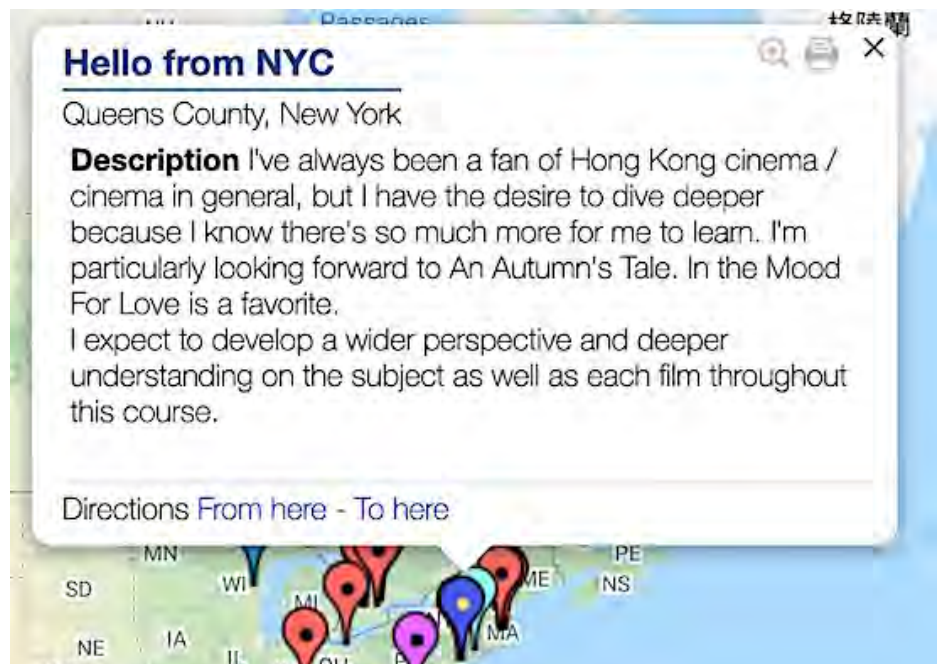 Passages
格陵蘭
Hello from NYC
Queens County, New York
Description I've always been a fan of Hong Kong cinema /
cinema in general, but I have the desire to dive deeper
because I know there's so much more for me to learn. I'm
particularly looking forward to An Autumn's Tale. In the Mood
For Love is a favorite.
I expect to develop a wider perspective and deeper
understanding on the subject as well as each film throughout
this course.
Directions From here - To here
MN
PE
SD
WI
ME
NS
MI
MA
NE
IA